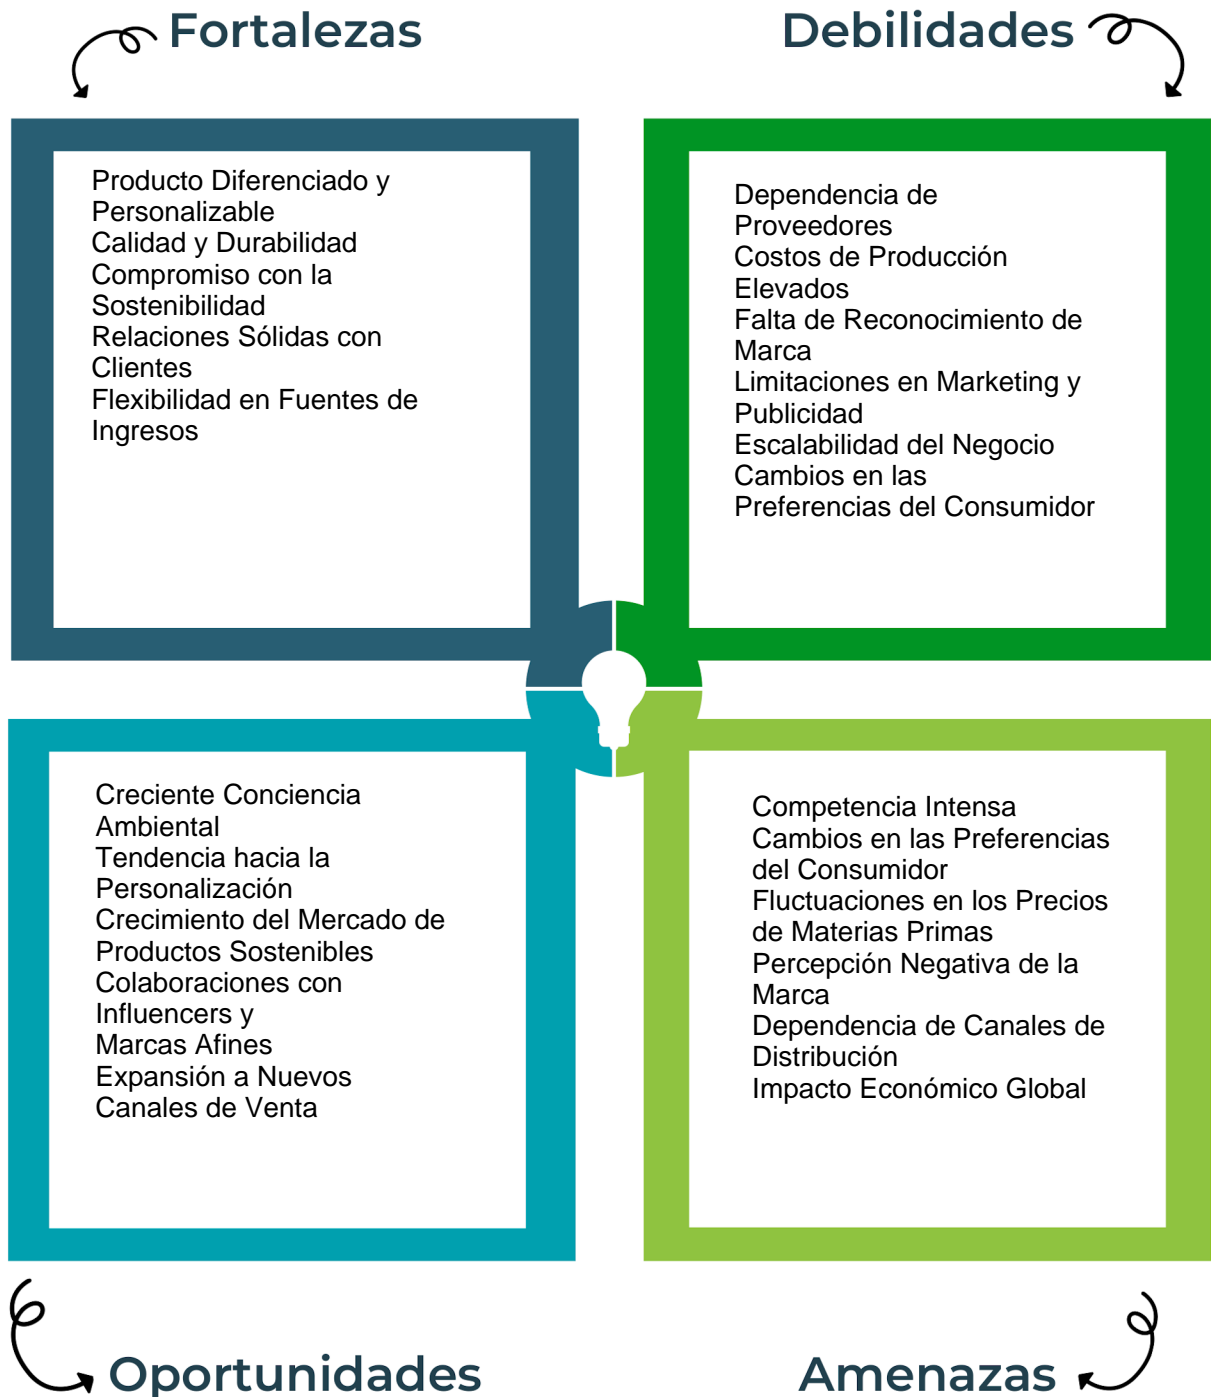 Fortalezas
Producto Diferenciado y
Personalizable
Calidad y Durabilidad
Compromiso con la
Sostenibilidad
Relaciones Sólidas con
Clientes
Flexibilidad en Fuentes de
Ingresos
Debilidades
Dependencia de
Proveedores
Costos de Producción
Elevados
Falta de Reconocimiento de
Marca
Limitaciones en Marketing y
Publicidad
Escalabilidad del Negocio
Cambios en las
Preferencias del Consumidor
Creciente Conciencia
Ambiental
Tendencia hacia la
Personalización
Crecimiento del Mercado de
Productos Sostenibles
Colaboraciones con
Influencers y
Marcas Afines
Expansión a Nuevos
Canales de Venta
Oportunidades
Competencia Intensa
Cambios en las Preferencias
del Consumidor
Fluctuaciones en los Precios
de Materias Primas
Percepción Negativa de la
Marca
Dependencia de Canales de
Distribución
Impacto Económico Global
Amenazas